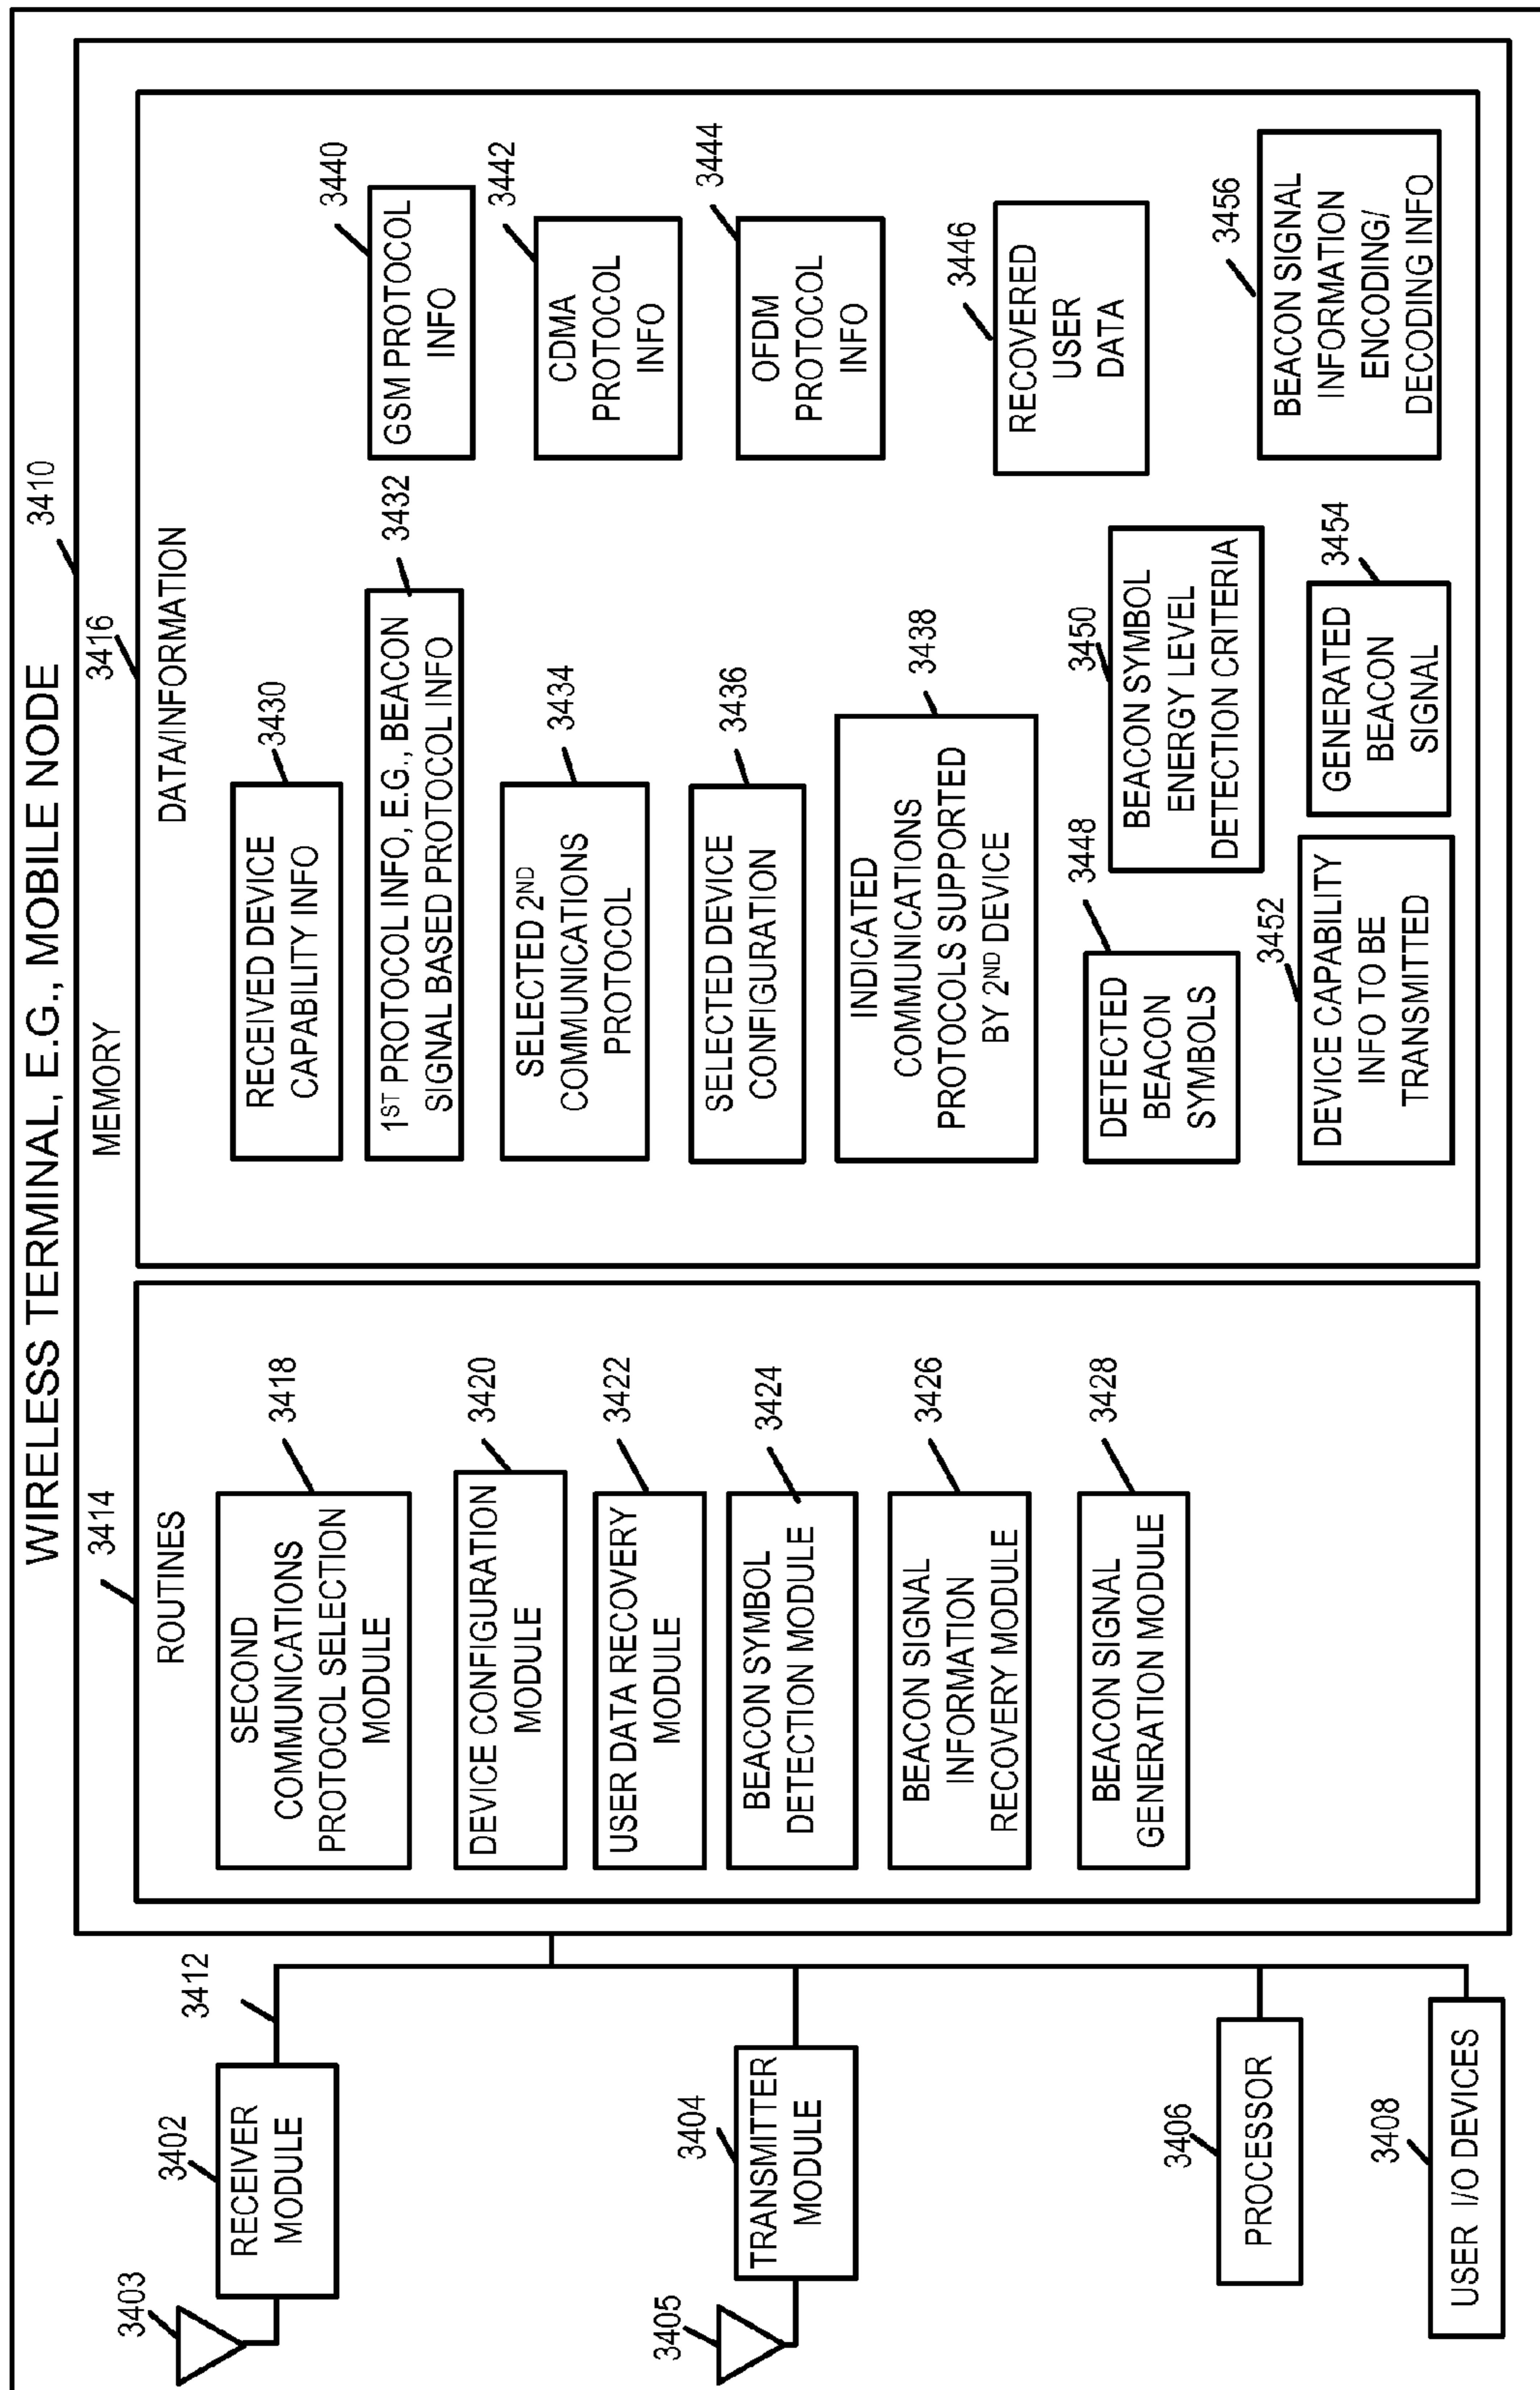 WIRELESS TERMINAL, E.G., MOBILE NODE
3403
3402
RECEIVER
MODULE
3412
3405
3404
TRANSMITTER
MODULE
3406
PROCESSOR
3408
USER I/O DEVICES
3410
MEMORY
3414
ROUTINES
SECOND
COMMUNICATIONS
PROTOCOL SELECTION
MODULE
3418
DEVICE CONFIGURATION
MODULE
3420
USER DATA RECOVERY
MODULE
3422
BEACON SYMBOL
DETECTION MODULE
3424
BEACON SIGNAL
INFORMATION
RECOVERY MODULE
3426
BEACON SIGNAL
GENERATION MODULE
3428
3416
DATA/INFORMATION
RECEIVED DEVICE
CAPABILITY INFO
3430
1ST PROTOCOL INFO, E.G., BEACON
SIGNAL BASED PROTOCOL INFO
3432
SELECTED 2ND
COMMUNICATIONS
PROTOCOL
3434
SELECTED DEVICE
CONFIGURATION
3436
INDICATED
COMMUNICATIONS
PROTOCOLS SUPPORTED
BY 2ND DEVICE
3438
GSM PROTOCOL
INFO
3440
CDMA
PROTOCOL
INFO
3442
OFDM
PROTOCOL
INFO
3444
RECOVERED
USER
DATA
3446
DETECTED
BEACON
SYMBOLS
3448
BEACON SYMBOL
ENERGY LEVEL
DETECTION CRITERIA
3450
DEVICE CAPABILITY
INFO TO BE
TRANSMITTED
3452
GENERATED
BEACON
SIGNAL
3454
BEACON SIGNAL
INFORMATION
ENCODING/
DECODING INFO
3456